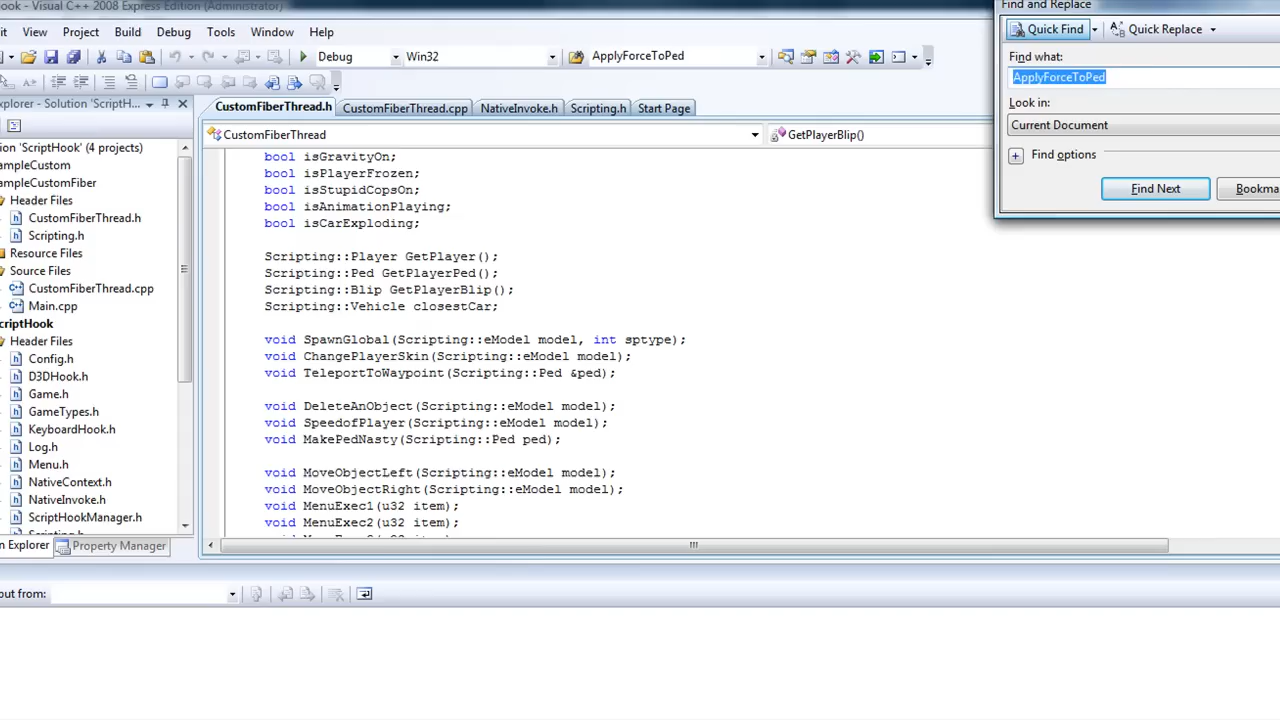 ook - Visual C++ 2008 Express Edition (Administrator)
Find and Replace
it View Project Build Debug Tools Window Help
Quick Find Quick Replace
Debug Win32 ApplyForceToPed
Find what:
ApplyForceToPed
Look in:
Current Document
Find options
Find Next Bookma
xplorer - Solution 'ScriptH...
CustomFiberThread.h CustomFiberThread.cpp NativeInvoke.h Scripting.h Start Page
CustomFiberThread GetPlayerBlip()
ion 'ScriptHook' (4 projects)
ampleCustom
ampleCustomFiber
Header Files
CustomFiberThread.h
Scripting.h
Resource Files
Source Files
CustomFiberThread.cpp
Main.cpp
criptHook
Header Files
Config.h
D3DHook.h
Game.h
GameTypes.h
KeyboardHook.h
Log.h
Menu.h
NativeContext.h
NativeInvoke.h
ScriptHookManager.h
n Explorer Property Manager
bool isGravityOn;
bool isPlayerFrozen;
bool isStupidCopsOn;
bool isAnimationPlaying;
bool isCarExploding;
Scripting::Player GetPlayer();
Scripting::Ped GetPlayerPed();
Scripting::Blip GetPlayerBlip();
Scripting::Vehicle closestCar;
void SpawnGlobal(Scripting::eModel model, int sptype);
void ChangePlayerSkin(Scripting::eModel model);
void TeleportToWaypoint(Scripting::Ped &ped);
void DeleteAnObject(Scripting::eModel model);
void SpeedofPlayer(Scripting::eModel model);
void MakePedNasty(Scripting::Ped ped);
void MoveObjectLeft(Scripting::eModel model);
void MoveObjectRight(Scripting::eModel model);
void MenuExec1(u32 item);
void MenuExec2(u32 item);
put from: